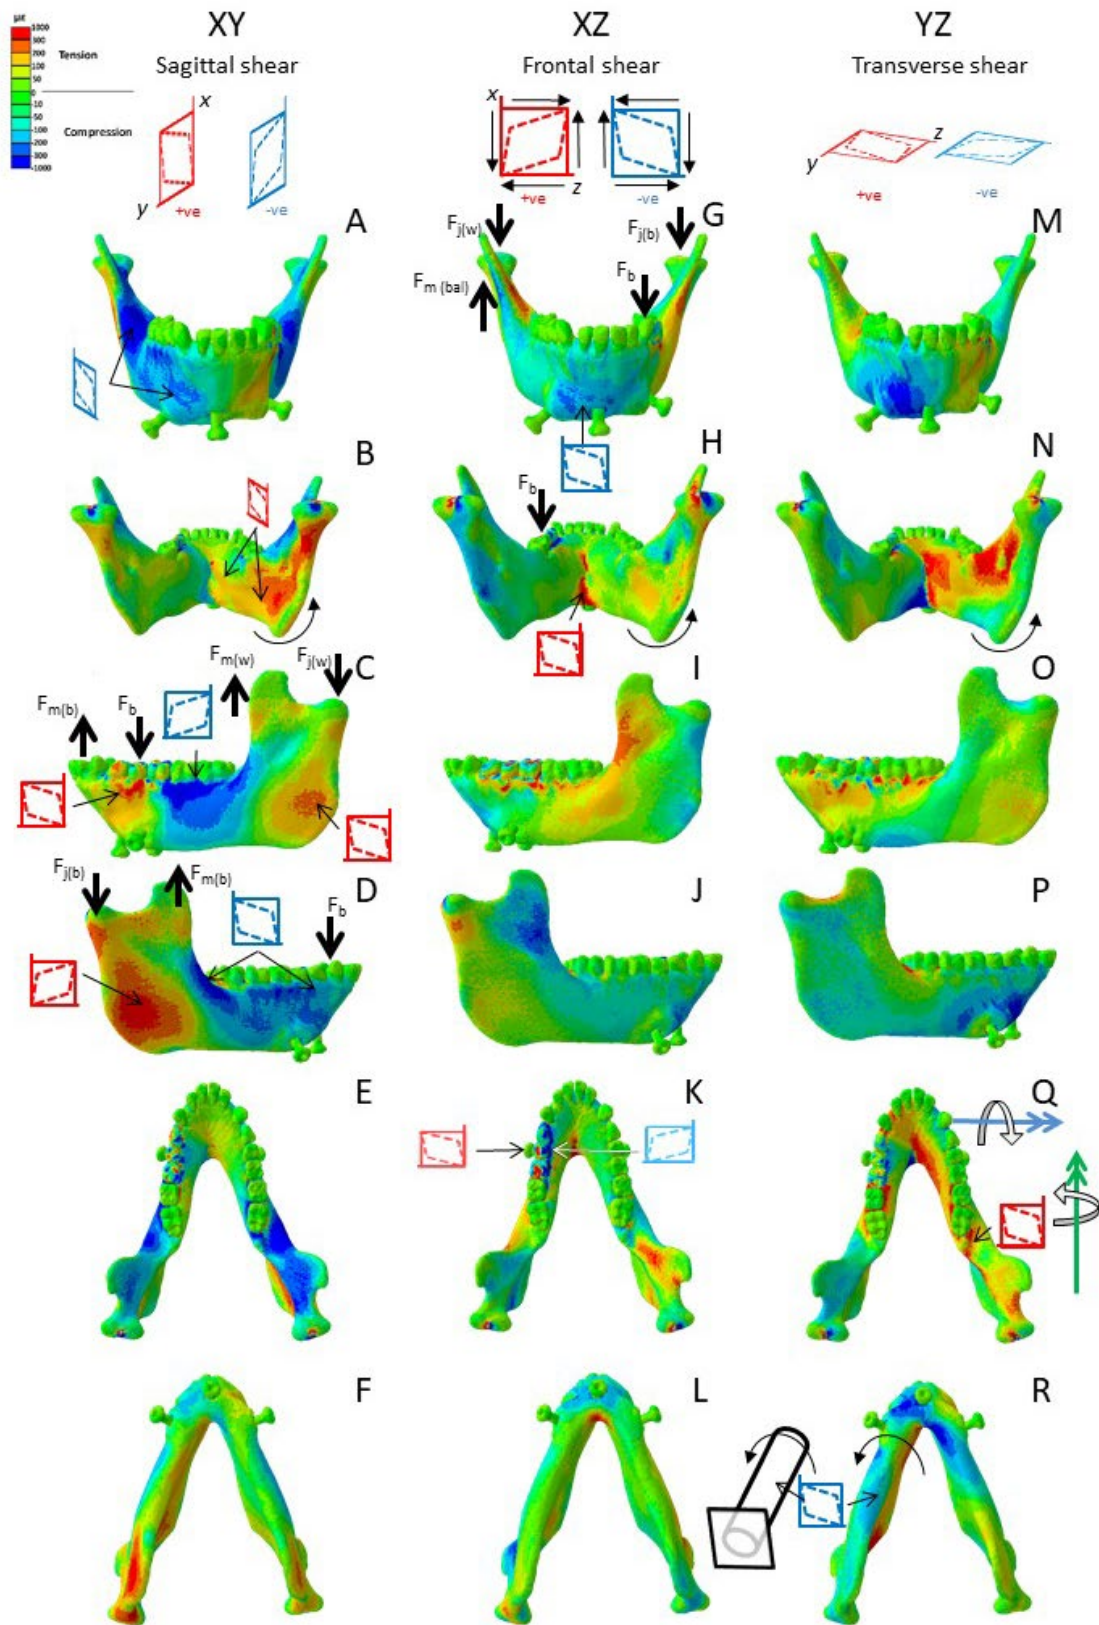 XY
XZ
YZ
Sagittal shear
Frontal shear
Transverse shear
με
1000
300
200
100
50
0
-10
-50
-100
-200
-300
-1000
Tension
Compression
x
y
+ve
-ve
x
z
+ve
-ve
z
y
+ve
-ve
A
Fj(w)
Fj(b)
G
M
Fm (bal)
Fb
B
H
N
Fb
Fm(w)
Fj(w)
C
I
O
Fm(b)
Fb
Fj(b)
Fm(b)
D
J
P
Fb
E
K
Q
F
L
R